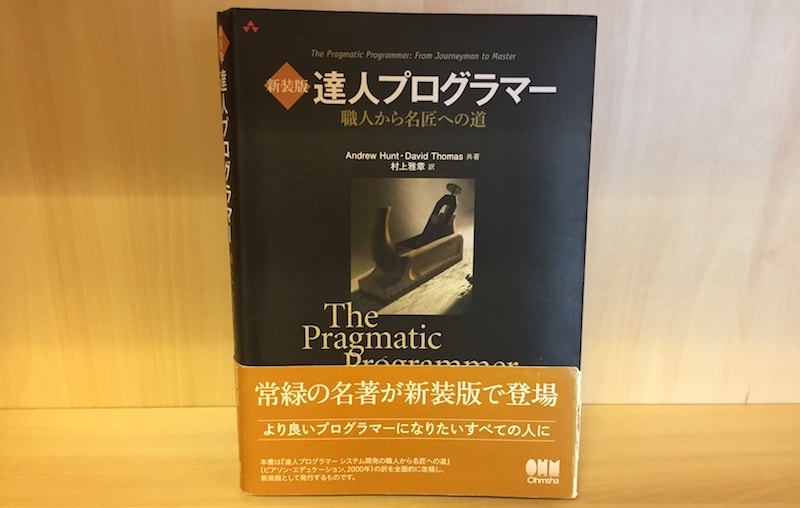 The Pragmatic Programmer: From Journeyman to Master
新装版 達人プログラマー
職人から名匠への道
Andrew Hunt・David Thomas 共著
村上雅章 訳
The
Pragmatic
Programmer
常緑の名著が新装版で登場
より良いプログラマーになりたいすべての人に
本書は『達人プログラマー システム開発の職人から名匠への道』
(ピアソン・エデュケーション、2000年)の訳を全面的に改稿し、
新装版として発行するものです。
OHM
Ohmsha
新装版
達人プログラマー